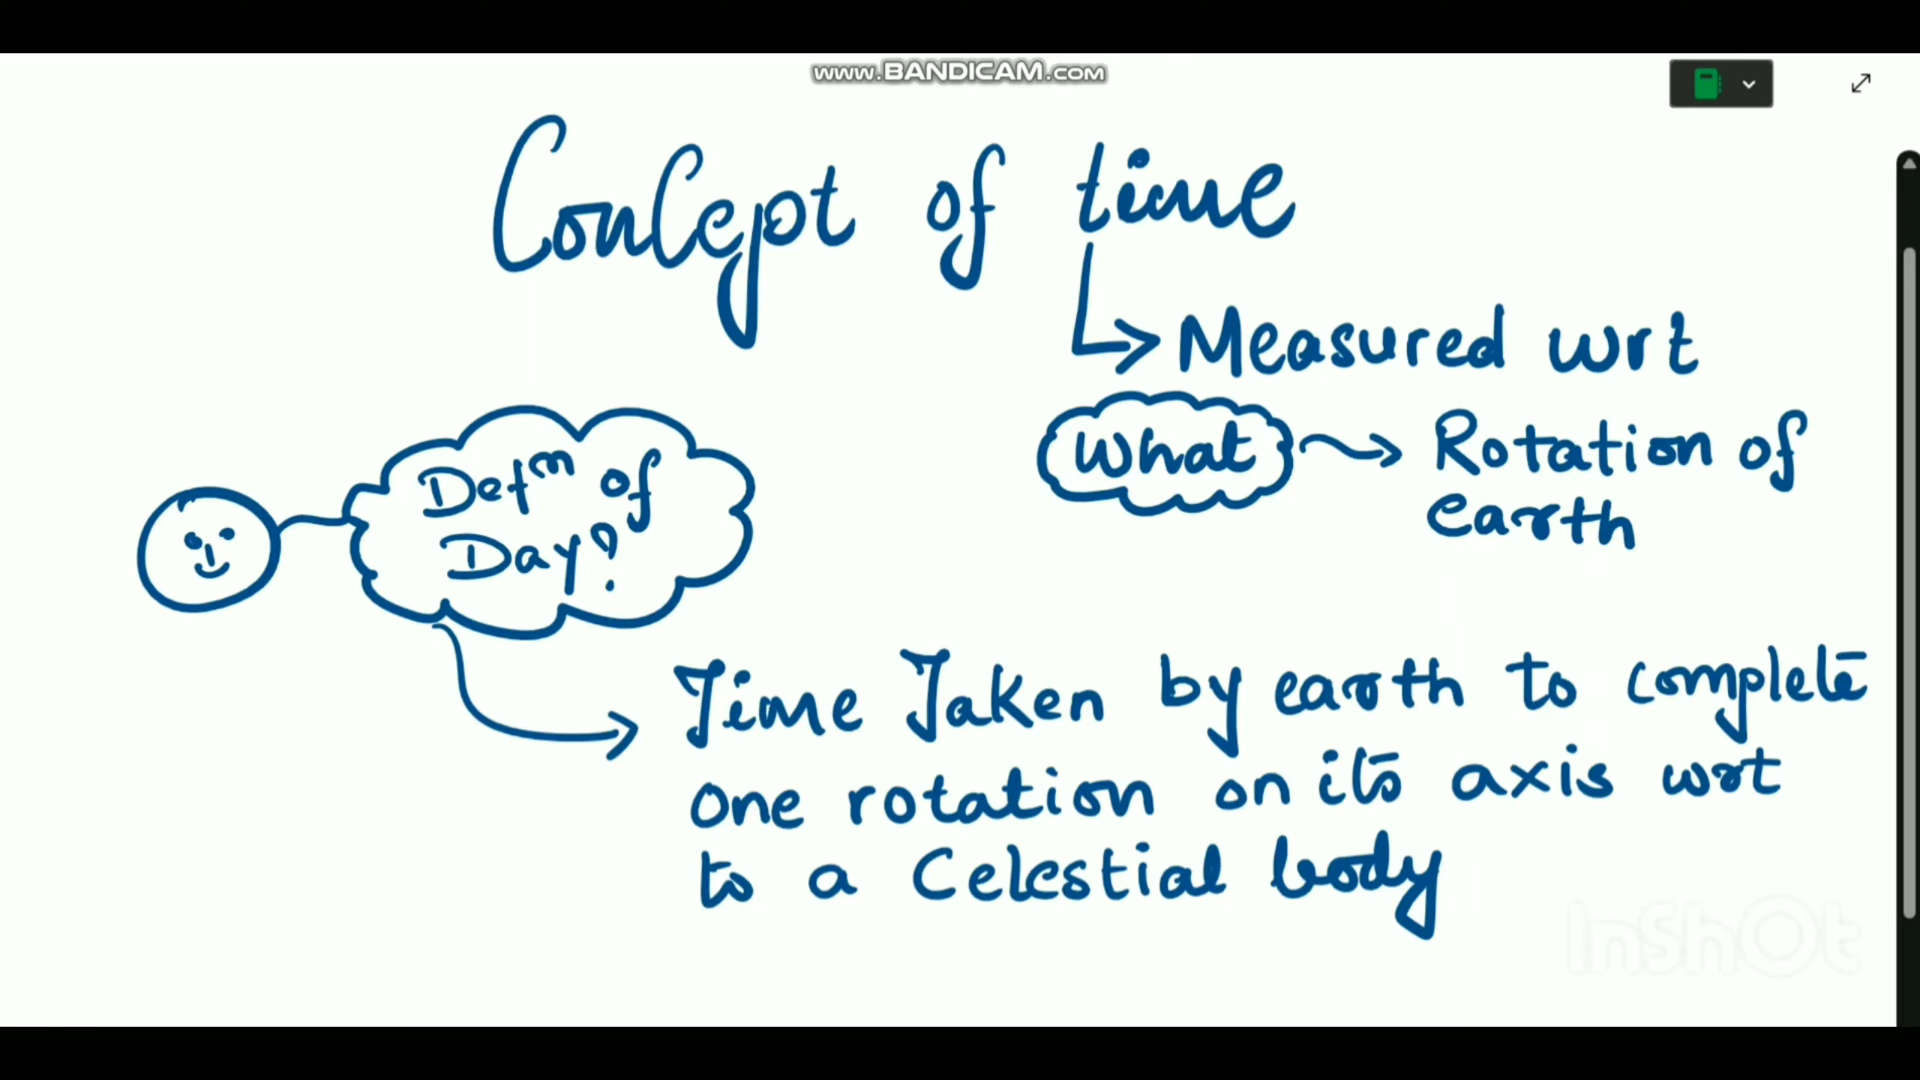 www.BANDICAM.com
Concept of time
Measured wrt
What
Rotation of
earth
Defn of
Day?
Time Taken by earth to complete
one rotation on its axis wrt
to a Celestial body
InShOt